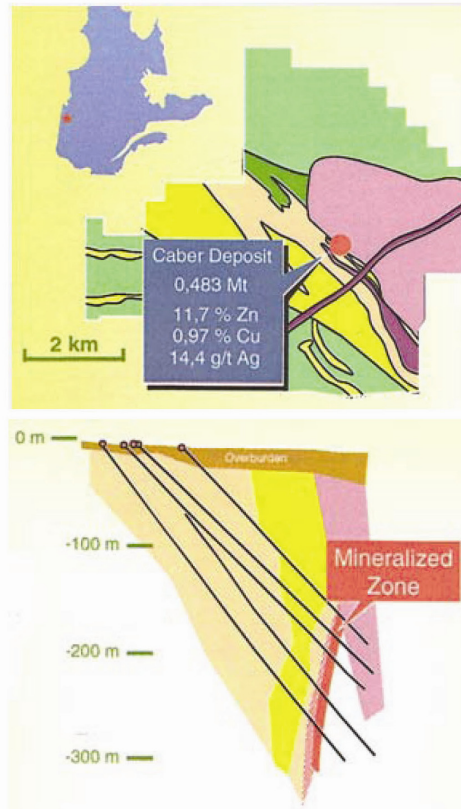 Caber Deposit
0,483 Mt
11,7 % Zn
0,97 % Cu
14,4 g/t Ag
2 km
0 m
Overburden
-100 m
Mineralized
Zone
-200 m
-300 m